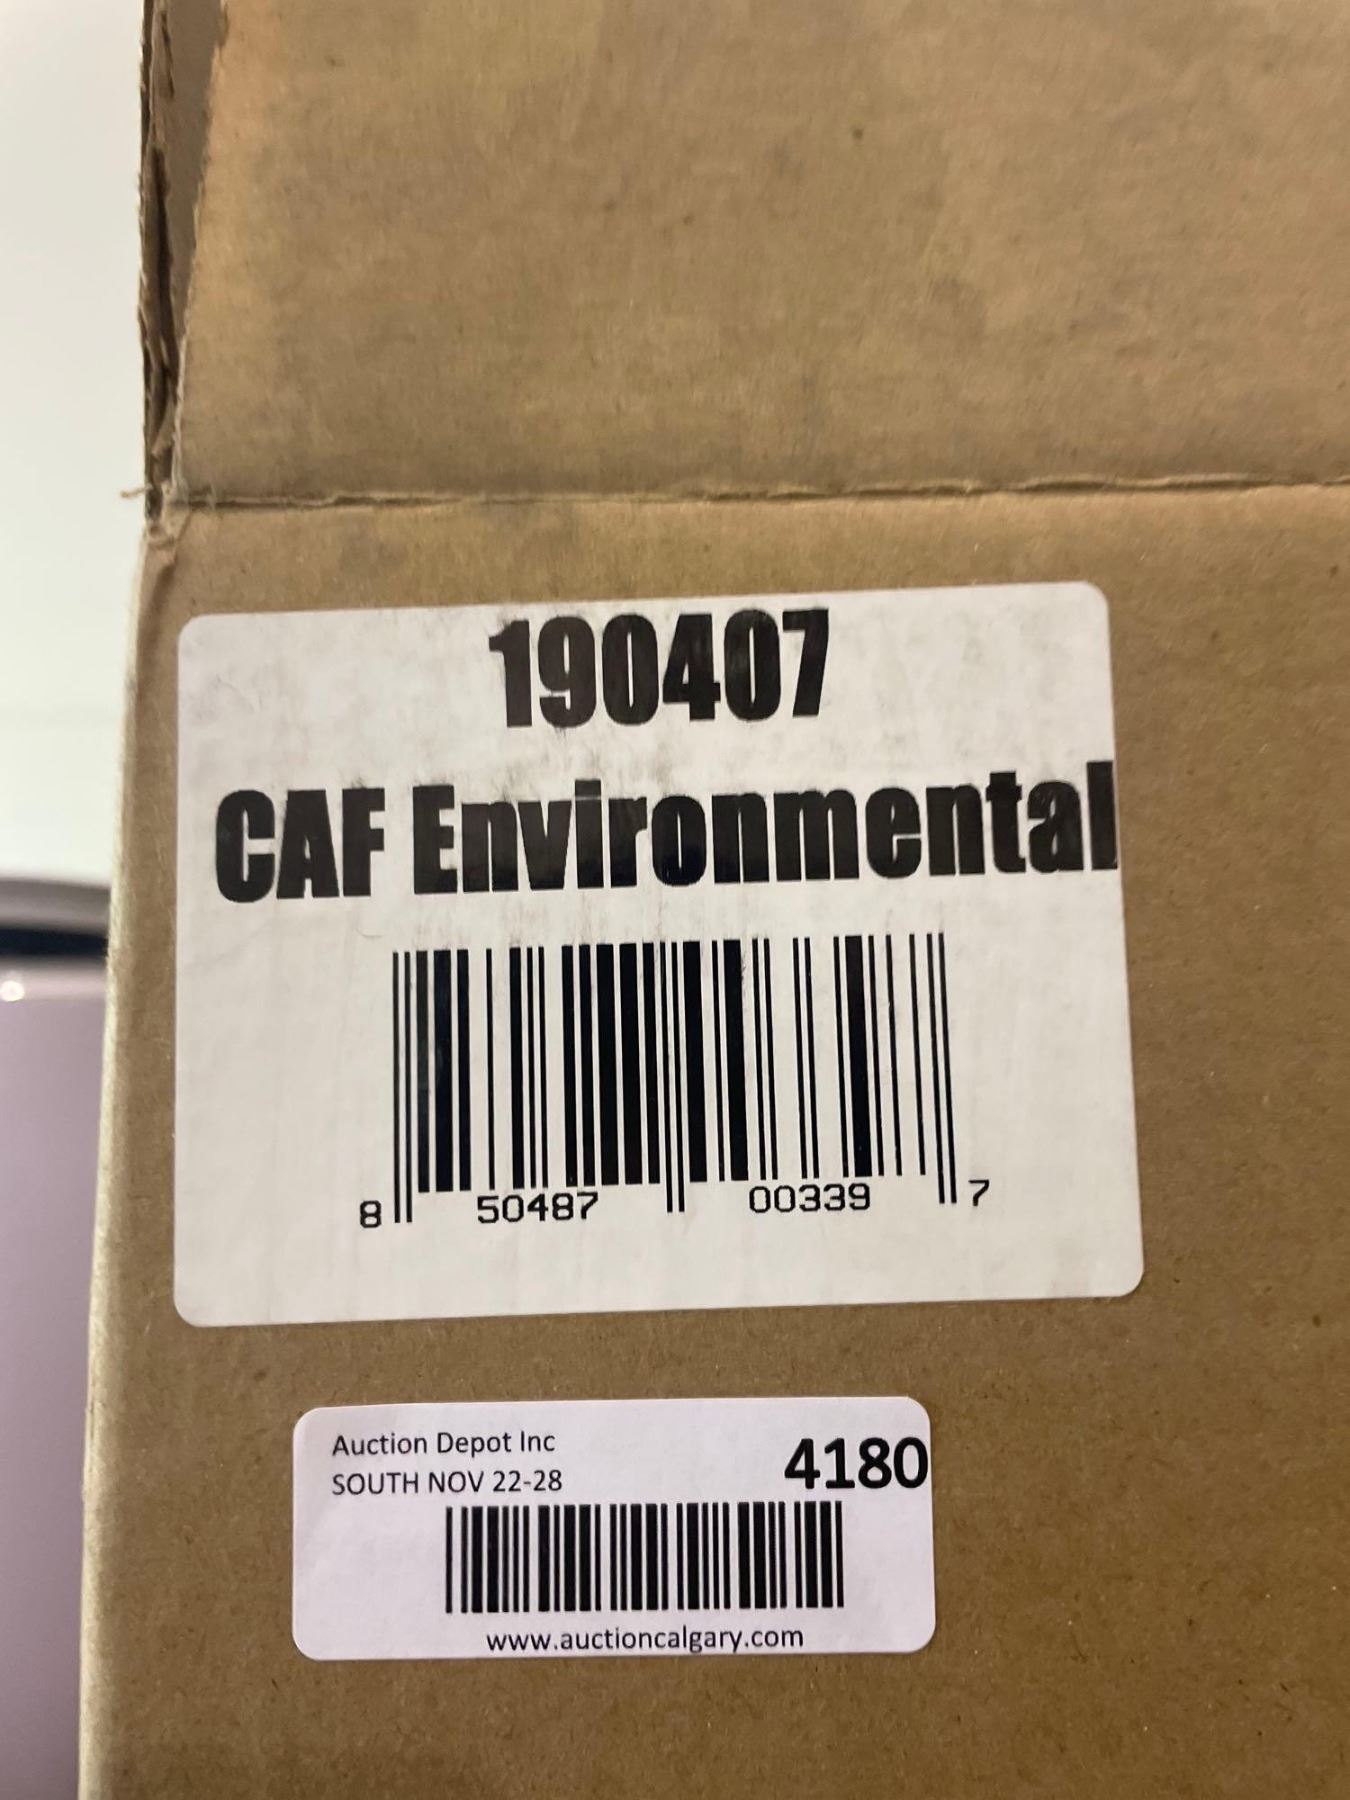 190407
CAF Environmental
8 50487 00339 7
Auction Depot Inc
SOUTH NOV 22-28
4180
www.auctioncalgary.com